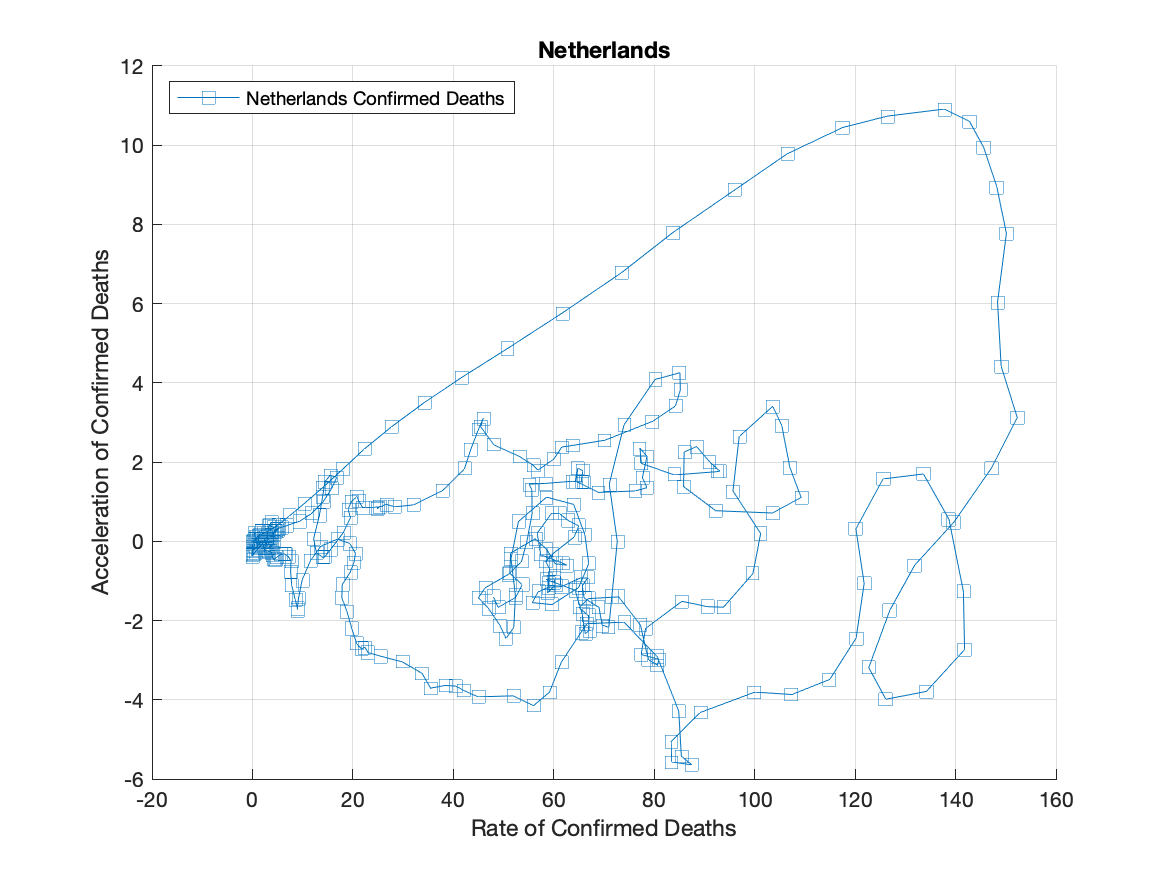 Netherlands
12
Netherlands Confirmed Deaths
10
8
6
4
2
0
-2
-4
-6
Acceleration of Confirmed Deaths
-20 0 20 40 60 80 100 120 140 160
Rate of Confirmed Deaths